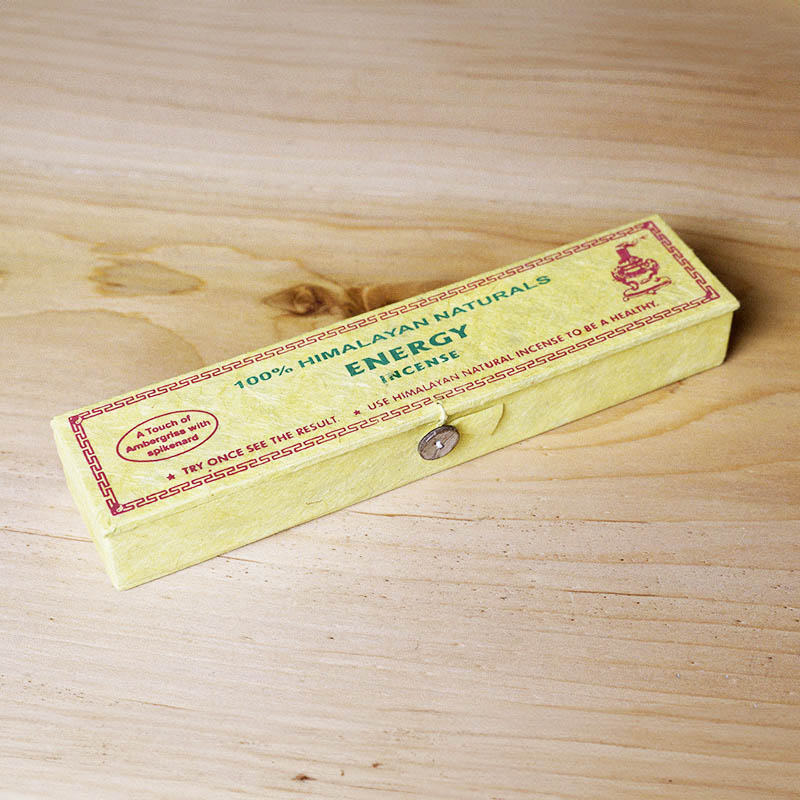 100% HIMALAYAN NATURALS
ENERGY
INCENSE
A Touch of
Ambergriss with
spikenard
★ TRY ONCE SEE THE RESULT. ★ USE HIMALAYAN NATURAL INCENSE TO BE A HEALTHY.